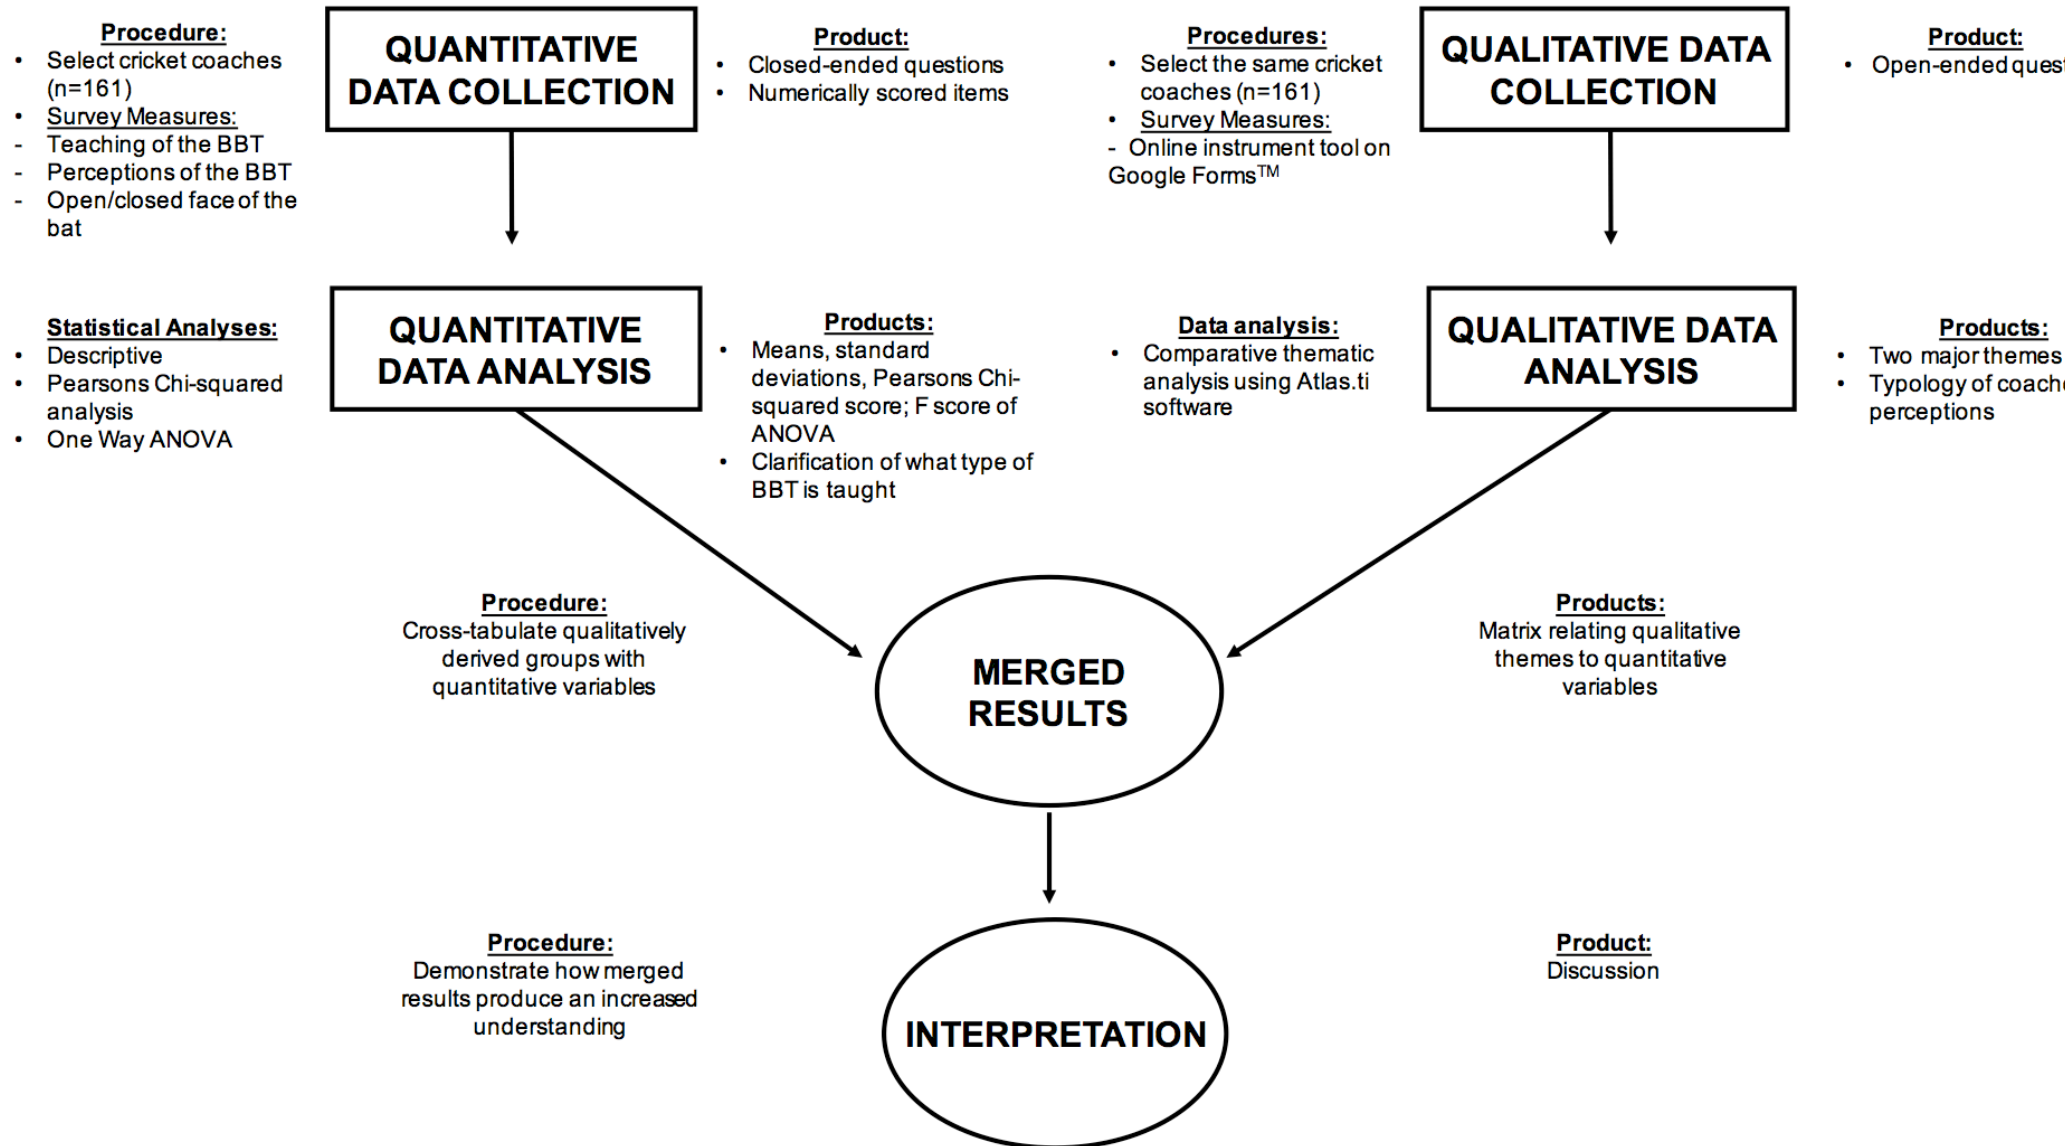 Procedure:
• Select cricket coaches
(n=161)
• Survey Measures:
- Teaching of the BBT
- Perceptions of the BBT
- Open/closed face of the
bat
QUANTITATIVE
DATA COLLECTION
Product:
• Closed-ended questions
• Numerically scored items
Procedures:
• Select the same cricket
coaches (n=161)
• Survey Measures:
- Online instrument tool on
Google Forms™
QUALITATIVE DATA
COLLECTION
Product:
• Open-ended
Statistical Analyses:
• Descriptive
• Pearsons Chi-squared
analysis
• One Way ANOVA
QUANTITATIVE
DATA ANALYSIS
Products:
• Means, standard
deviations, Pearsons Chi-
squared score; F score of
ANOVA
• Clarification of what type of
BBT is taught
Data analysis:
• Comparative thematic
analysis using Atlas.ti
software
QUALITATIVE DATA
ANALYSIS
Products:
• Two major themes
• Typology of
perceptions
Procedure:
Cross-tabulate qualitatively
derived groups with
quantitative variables
MERGED
RESULTS
Products:
Matrix relating qualitative
themes to quantitative
variables
Procedure:
Demonstrate how merged
results produce an increased
understanding
INTERPRETATION
Product:
Discussion